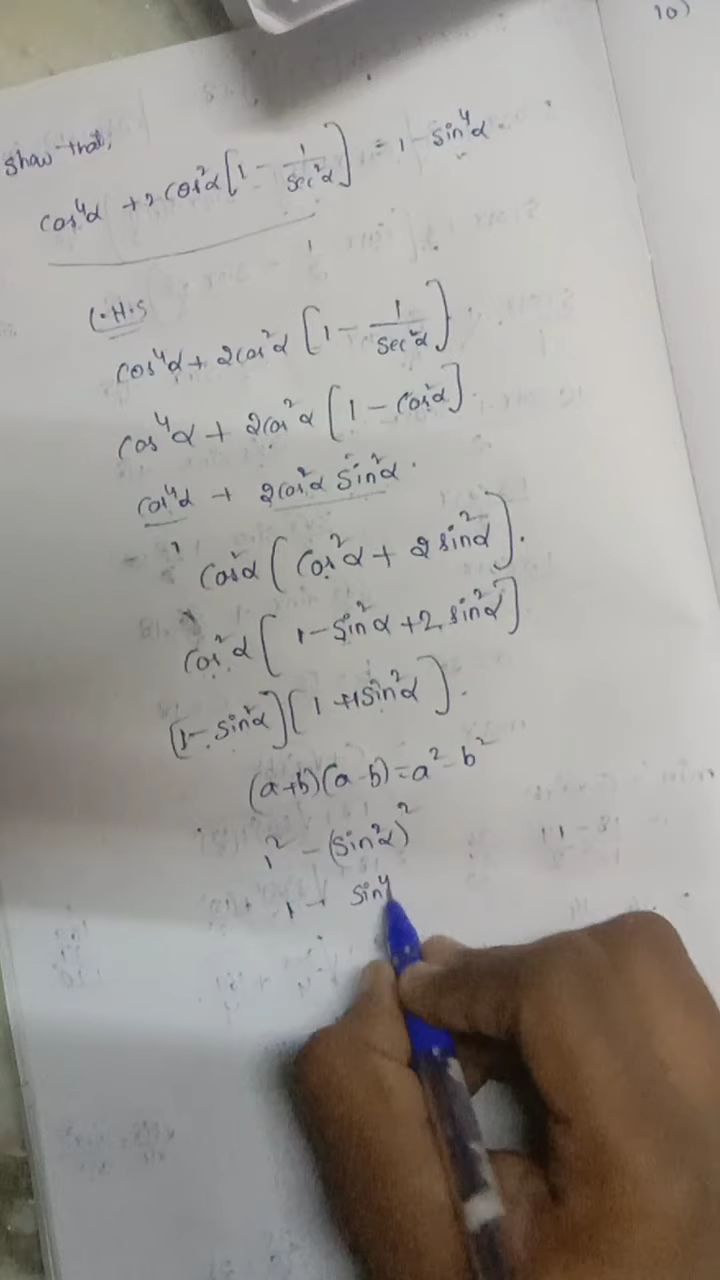 10)
Show that,
cos⁴α + 2 cos²α [1 - 1/sec²α] = 1 - sin⁴α.
L.H.S
cos⁴α + 2cos²α [1 - 1/sec²α].
cos⁴α + 2cos²α [1 - cos²α].
cos⁴α + 2cos²α sin²α.
cos²α (cos²α + 2 sin²α).
cos²α [1 - sin²α + 2 sin²α]
[1 - sin²α] [1 + sin²α].
(a+b)(a-b) = a² - b²
1² - (sin²α)²
1 - sin⁴